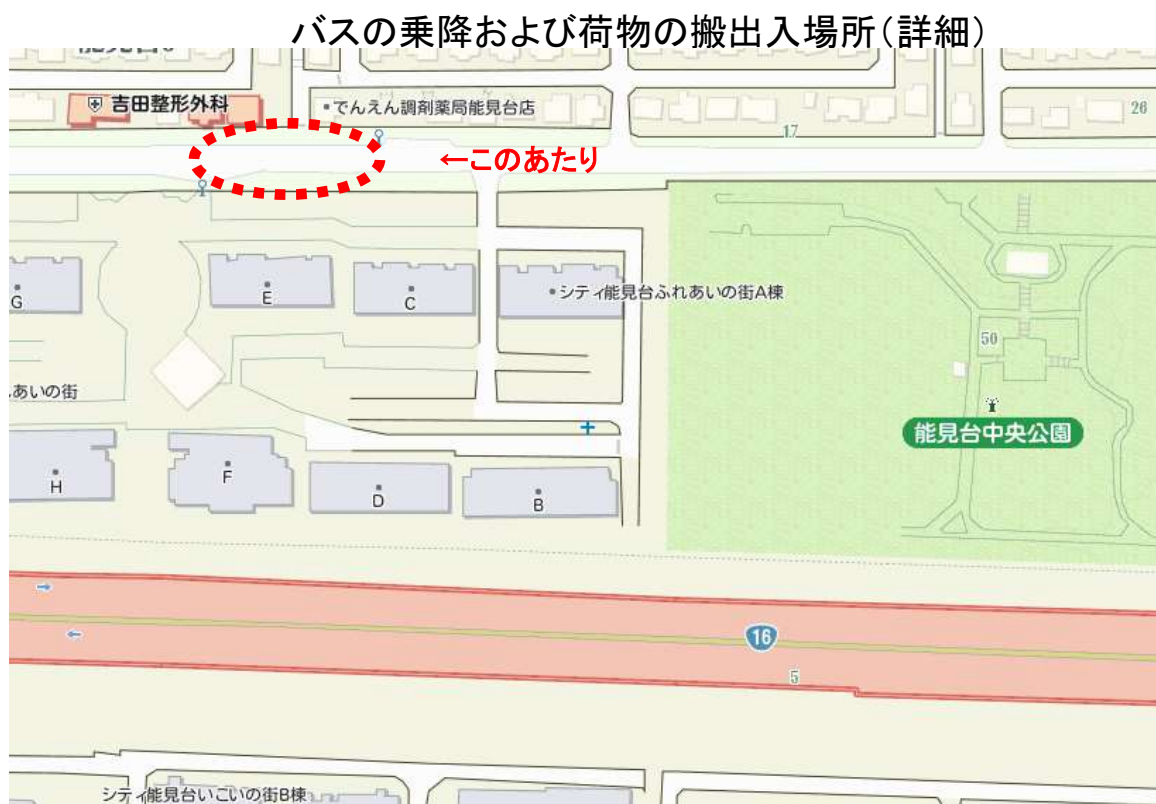 バスの乗降および荷物の搬出入場所(詳細)
吉田整形外科
でんえん調剤薬局能見台店
26
17
←このあたり
G
E
C
シティ能見台ふれあいの街A棟
50
れあいの街
能見台中央公園
H
F
D
B
16
5
シティ能見台いこいの街B棟